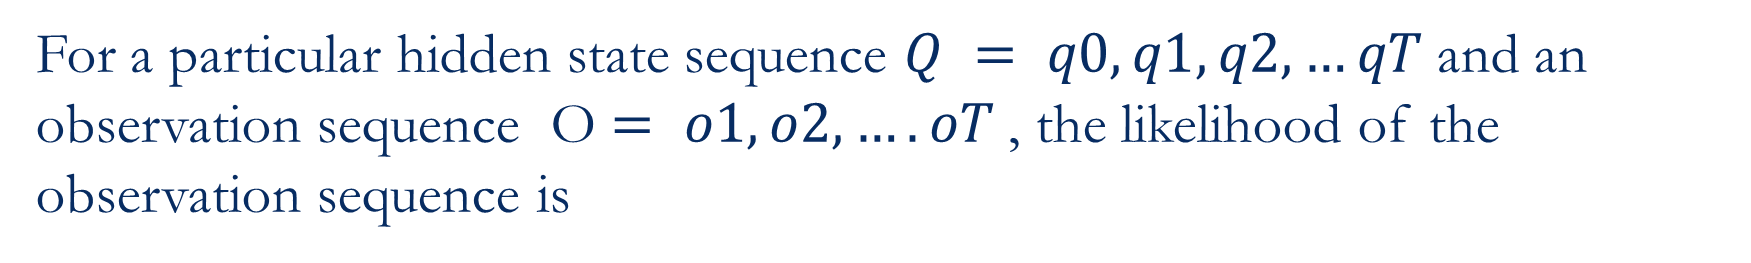 For a particular hidden state sequence 𝑄 = 𝑞0, 𝑞1, 𝑞2, … 𝑞𝑇 and an
observation sequence O = 𝑜1, 𝑜2, … . 𝑜𝑇 , the likelihood of the
observation sequence is